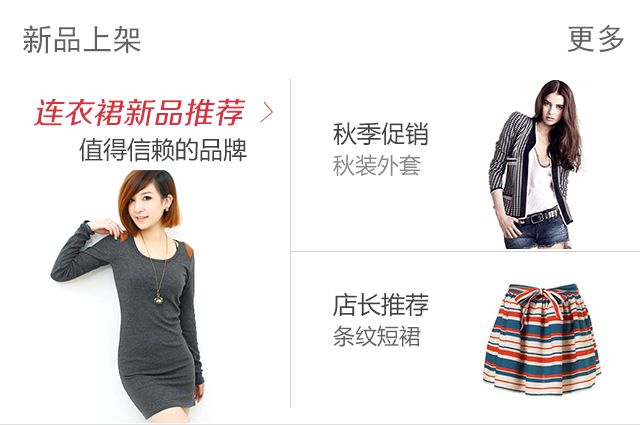 新品上架
更多
连衣裙新品推荐
值得信赖的品牌
秋季促销
秋装外套
店长推荐
条纹短裙